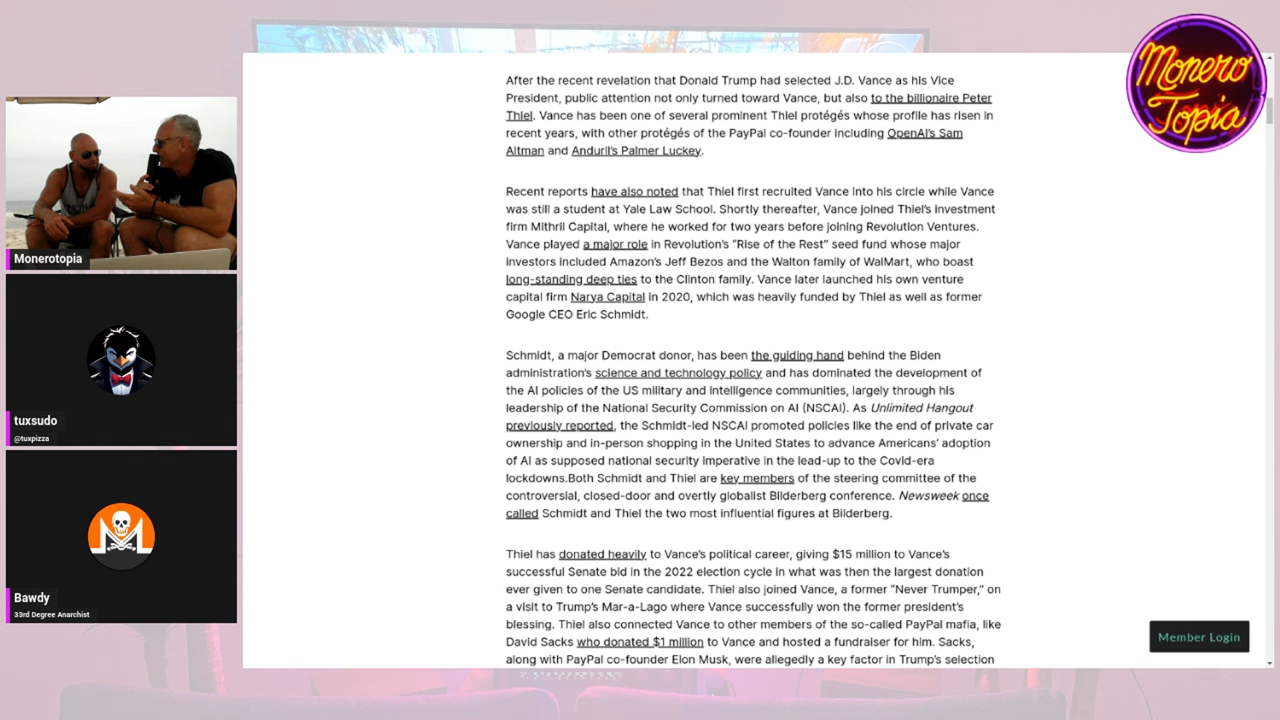 Monero
Topia
Monerotopia
tuxsudo
@tuxpizza
Bawdy
33rd Degree Anarchist
After the recent revelation that Donald Trump had selected J.D. Vance as his Vice
President, public attention not only turned toward Vance, but also to the billionaire Peter
Thiel. Vance has been one of several prominent Thiel protégés whose profile has risen in
recent years, with other protégés of the PayPal co-founder including OpenAI's Sam
Altman and Anduril's Palmer Luckey.
Recent reports have also noted that Thiel first recruited Vance into his circle while Vance
was still a student at Yale Law School. Shortly thereafter, Vance joined Thiel's investment
firm Mithril Capital, where he worked for two years before joining Revolution Ventures.
Vance played a major role in Revolution's "Rise of the Rest" seed fund whose major
investors included Amazon's Jeff Bezos and the Walton family of WalMart, who boast
long-standing deep ties to the Clinton family. Vance later launched his own venture
capital firm Narya Capital in 2020, which was heavily funded by Thiel as well as former
Google CEO Eric Schmidt.
Schmidt, a major Democrat donor, has been the guiding hand behind the Biden
administration's science and technology policy and has dominated the development of
the AI policies of the US military and intelligence communities, largely through his
leadership of the National Security Commission on AI (NSCAI). As Unlimited Hangout
previously reported, the Schmidt-led NSCAI promoted policies like the end of private car
ownership and in-person shopping in the United States to advance Americans' adoption
of AI as supposed national security imperative in the lead-up to the Covid-era
lockdowns.Both Schmidt and Thiel are key members of the steering committee of the
controversial, closed-door and overtly globalist Bilderberg conference. Newsweek once
called Schmidt and Thiel the two most influential figures at Bilderberg.
Thiel has donated heavily to Vance's political career, giving $15 million to Vance's
successful Senate bid in the 2022 election cycle in what was then the largest donation
ever given to one Senate candidate. Thiel also joined Vance, a former "Never Trumper," on
a visit to Trump's Mar-a-Lago where Vance successfully won the former president's
blessing. Thiel also connected Vance to other members of the so-called PayPal mafia, like
David Sacks who donated $1 million to Vance and hosted a fundraiser for him. Sacks,
along with PayPal co-founder Elon Musk, were allegedly a key factor in Trump's selection
Member Login